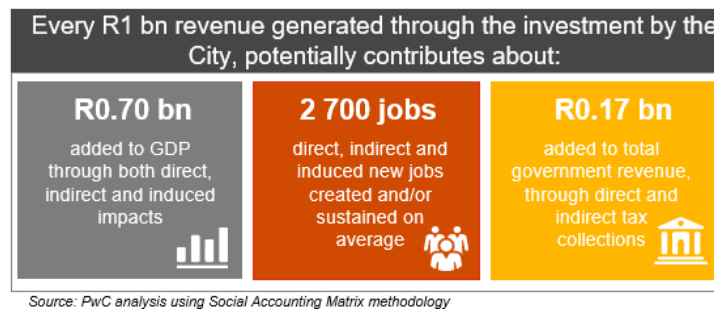 Every R1 bn revenue generated through the investment by the
City, potentially contributes about:
R0.70 bn
added to GDP
through both direct,
indirect and induced
impacts
2 700 jobs
direct, indirect and
induced new jobs
created and/or
sustained on
average
R0.17 bn
added to total
government revenue,
through direct and
indirect tax
collections
Source: PwC analysis using Social Accounting Matrix methodology